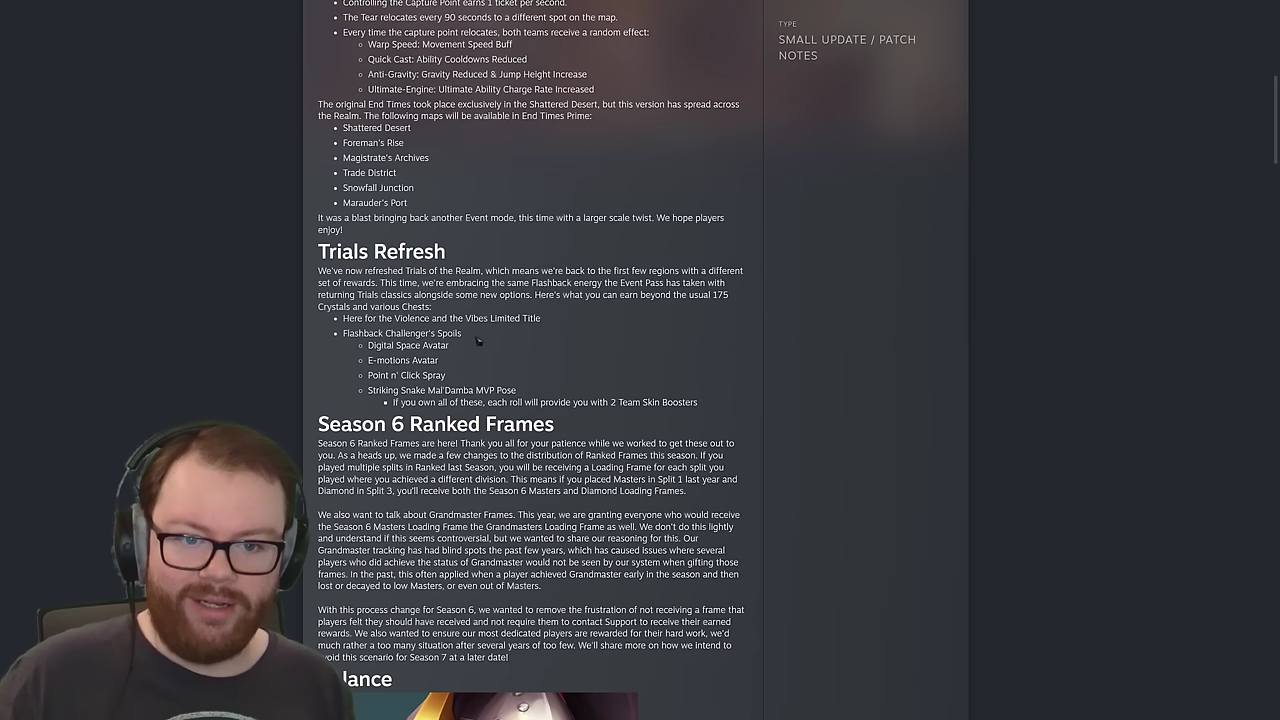 Controlling the Capture Point earns 1 ticket per second.
The Tear relocates every 90 seconds to a different spot on the map.
Every time the capture point relocates, both teams receive a random effect:
Warp Speed: Movement Speed Buff
Quick Cast: Ability Cooldowns Reduced
Anti-Gravity: Gravity Reduced & Jump Height Increase
Ultimate-Engine: Ultimate Ability Charge Rate Increased
The original End Times took place exclusively in the Shattered Desert, but this version has spread across
the Realm. The following maps will be available in End Times Prime:
Shattered Desert
Foreman's Rise
Magistrate's Archives
Trade District
Snowfall Junction
Marauder's Port
It was a blast bringing back another Event mode, this time with a larger scale twist. We hope players
enjoy!
Trials Refresh
We've now refreshed Trials of the Realm, which means we're back to the first few regions with a different
set of rewards. This time, we're embracing the same Flashback energy the Event Pass has taken with
returning Trials classics alongside some new options. Here's what you can earn beyond the usual 175
Crystals and various Chests:
Here for the Violence and the Vibes Limited Title
Flashback Challenger's Spoils
Digital Space Avatar
E-motions Avatar
Point n' Click Spray
Striking Snake Mal'Damba MVP Pose
If you own all of these, each roll will provide you with 2 Team Skin Boosters
Season 6 Ranked Frames
Season 6 Ranked Frames are here! Thank you all for your patience while we worked to get these out to
you. As a heads up, we made a few changes to the distribution of Ranked Frames this season. If you
played multiple splits in Ranked last Season, you will be receiving a Loading Frame for each split you
played where you achieved a different division. This means if you placed Masters in Split 1 last year and
Diamond in Split 3, you'll receive both the Season 6 Masters and Diamond Loading Frames.
We also want to talk about Grandmaster Frames. This year, we are granting everyone who would receive
the Season 6 Masters Loading Frame the Grandmasters Loading Frame as well. We don't do this lightly
and understand if this seems controversial, but we wanted to share our reasoning for this. Our
Grandmaster tracking has had blind spots the past few years, which has caused issues where several
players who did achieve the status of Grandmaster would not be seen by our system when gifting those
frames. In the past, this often applied when a player achieved Grandmaster early in the season and then
lost or decayed to low Masters, or even out of Masters.
With this process change for Season 6, we wanted to remove the frustration of not receiving a frame that
players felt they should have received and not require them to contact Support to receive their earned
rewards. We also wanted to ensure our most dedicated players are rewarded for their hard work, we'd
much rather a too many situation after several years of too few. We'll share more on how we intend to
void this scenario for Season 7 at a later date!
lance
TYPE
SMALL UPDATE / PATCH
NOTES